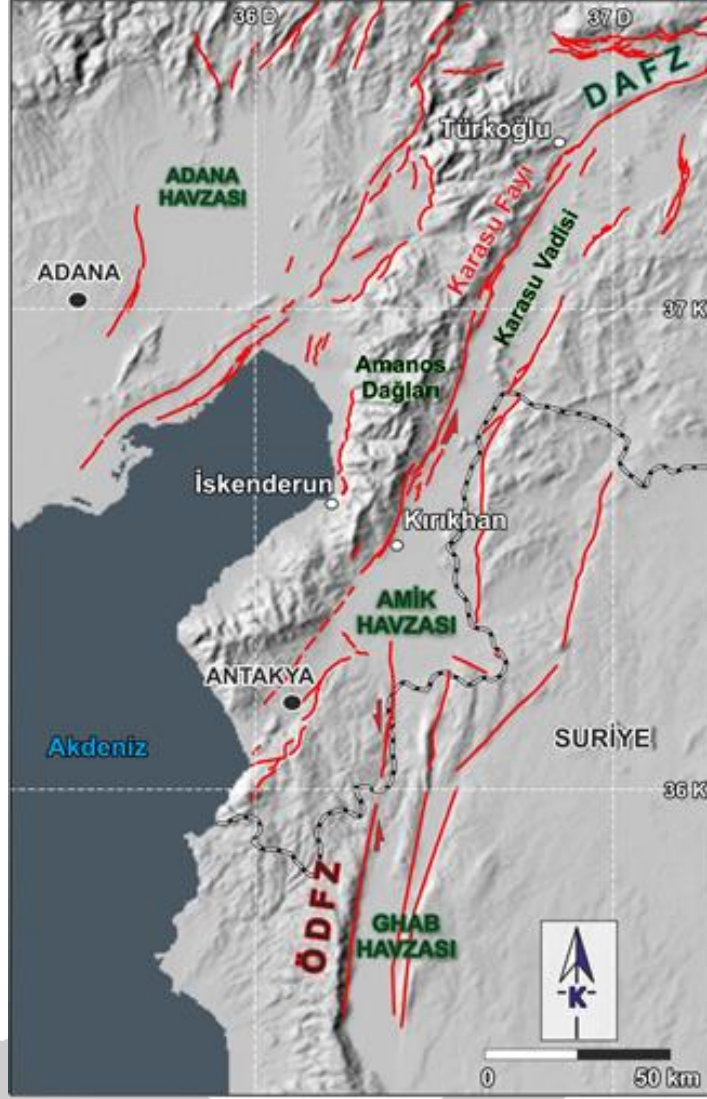 36 D
37 D
DAFZ
Türkoğlu
ADANA
HAVZASI
Karasu Fayı
Karasu Vadisi
ADANA
37 K
Amanos
Dağları
İskenderun
Kırıkhan
AMİK
HAVZASI
ANTAKYA
Akdeniz
SURİYE
36 K
ÖDFZ
GHAB
HAVZASI
-K-
0
50 km